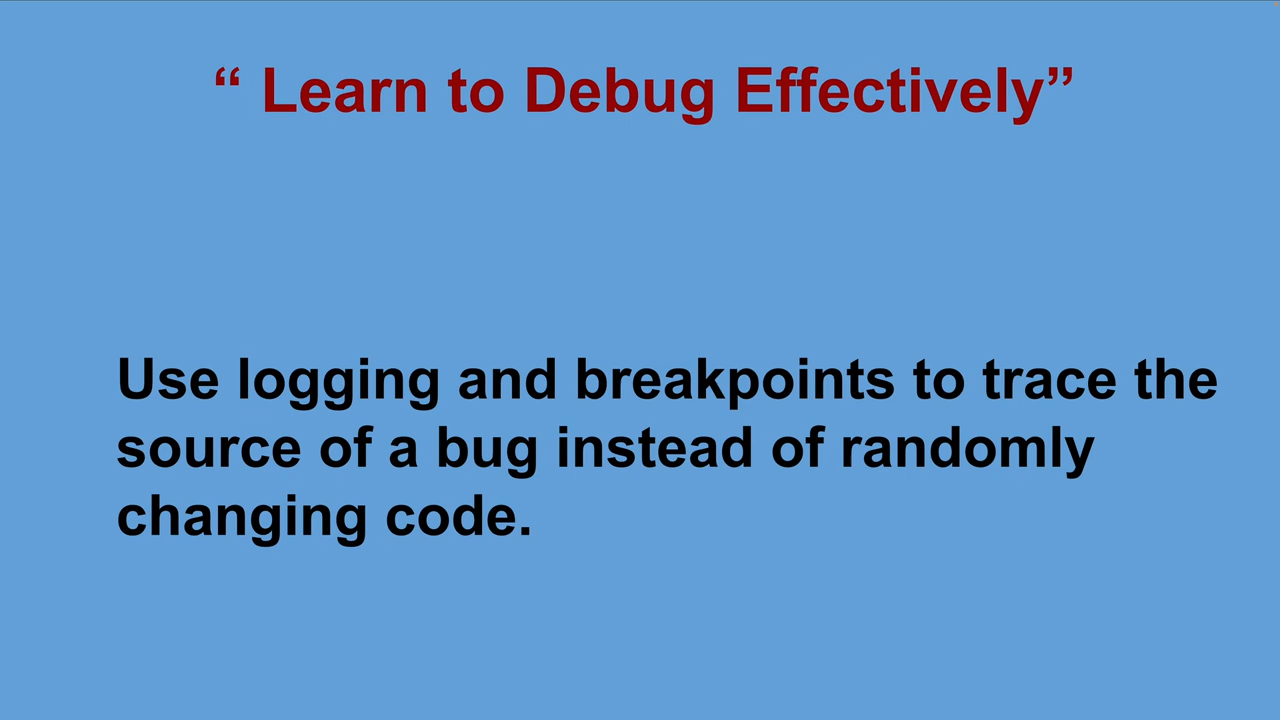 “ Learn to Debug Effectively”
Use logging and breakpoints to trace the
source of a bug instead of randomly
changing code.